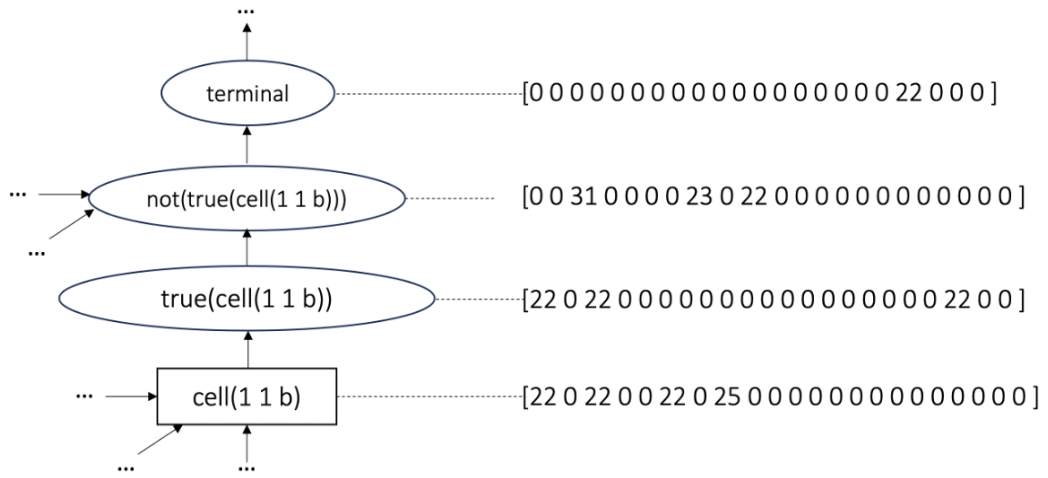 ...
terminal [0 0 0 0 0 0 0 0 0 0 0 0 0 0 0 0 0 0 22 0 0 0 ]
... not(true(cell(1 1 b))) [0 0 31 0 0 0 0 23 0 22 0 0 0 0 0 0 0 0 0 0 0 0 ]
...
true(cell(1 1 b)) [22 0 22 0 0 0 0 0 0 0 0 0 0 0 0 0 0 0 0 22 0 0 ]
... cell(1 1 b) [22 0 22 0 0 22 0 25 0 0 0 0 0 0 0 0 0 0 0 0 0 0 ]
... ...